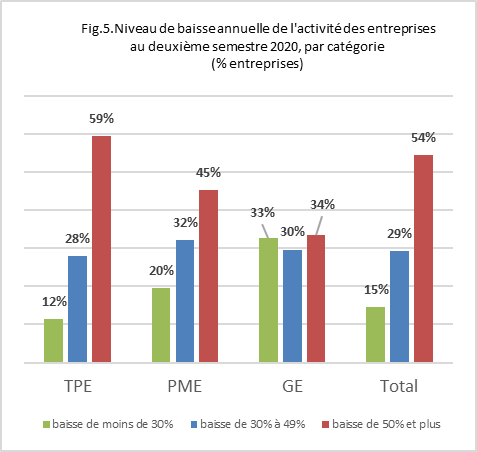 Fig.5.Niveau de baisse annuelle de l'activité des entreprises
au deuxième semestre 2020, par catégorie
(% entreprises)
59%
54%
45%
28%
32%
33%
30%
34%
29%
12%
20%
15%
TPE PME GE Total
baisse de moins de 30% baisse de 30% à 49% baisse de 50% et plus